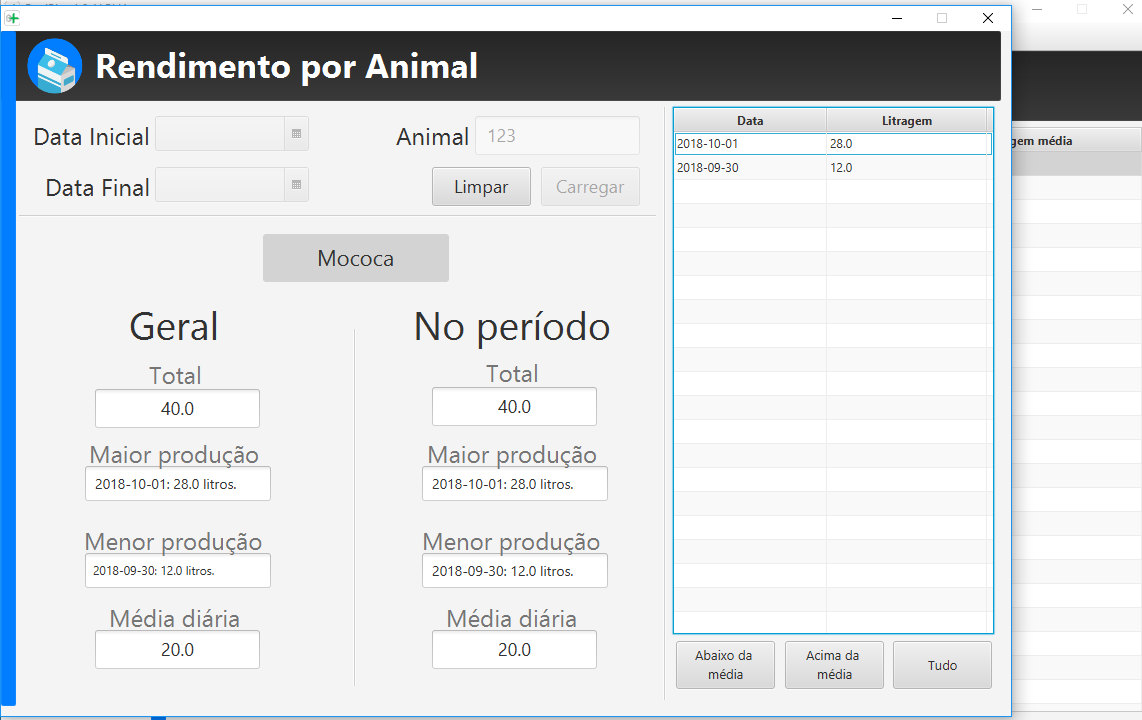 Rendimento por Animal
Data Inicial
Animal
123
Data Final
Limpar
Carregar
Mococa
Geral
No período
Total
40.0
Total
40.0
Maior produção
2018-10-01: 28.0 litros.
Maior produção
2018-10-01: 28.0 litros.
Menor produção
2018-09-30: 12.0 litros.
Menor produção
2018-09-30: 12.0 litros.
Média diária
20.0
Média diária
20.0
Data Litragem
2018-10-01 28.0
2018-09-30 12.0
Abaixo da
média
Acima da
média
Tudo
gem média